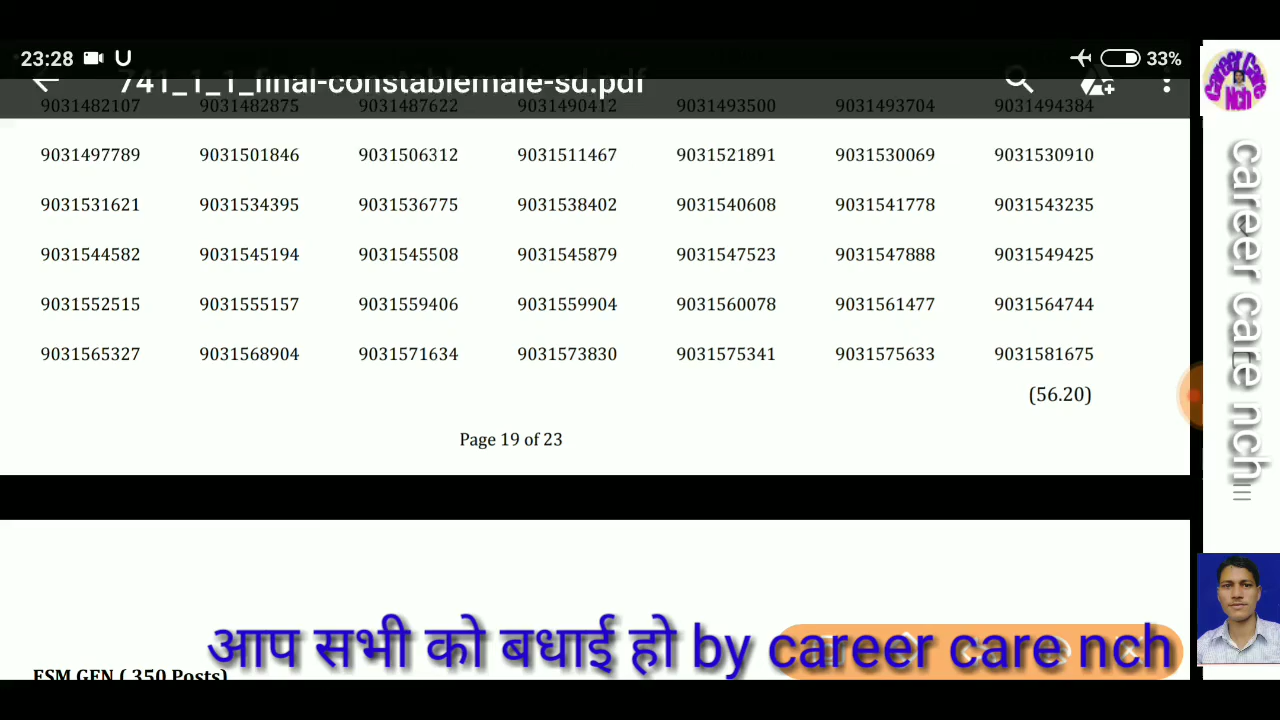 23:28 U 33%
741_1_1_final-constablemale-sd.pdf
9031482107 9031482875 9031487622 9031490412 9031493500 9031493704 9031494384
9031497789 9031501846 9031506312 9031511467 9031521891 9031530069 9031530910
9031531621 9031534395 9031536775 9031538402 9031540608 9031541778 9031543235
9031544582 9031545194 9031545508 9031545879 9031547523 9031547888 9031549425
9031552515 9031555157 9031559406 9031559904 9031560078 9031561477 9031564744
9031565327 9031568904 9031571634 9031573830 9031575341 9031575633 9031581675
(56.20)
Page 19 of 23
ESM GEN ( 350 Posts)
आप सभी को बधाई हो by career care nch
Career Care
Nch
career care nch